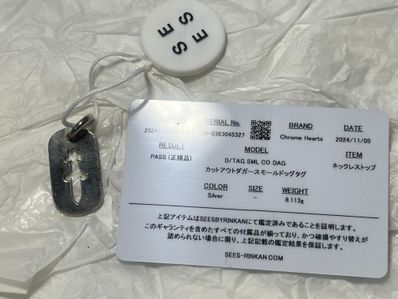 SEES
SERIAL No.
BRAND
DATE
Chrome Hearts
2024/11/05
RESULT
MODEL
ITEM
PASS (正規品)
D/TAG SML CO DAG
ネックレストップ
カットアウトダガースモールドッグタグ
COLOR
SIZE
WEIGHT
Silver
-
8.113g
上記アイテムはSEESBYRINKANにて鑑定済みであることを証明します。
このギャランティを含めたすべての付属品が揃っており、かつ破損やすり替えが
認められない場合に限り、上記記載の鑑定結果を保証します。
SEES-RINKAN.COM